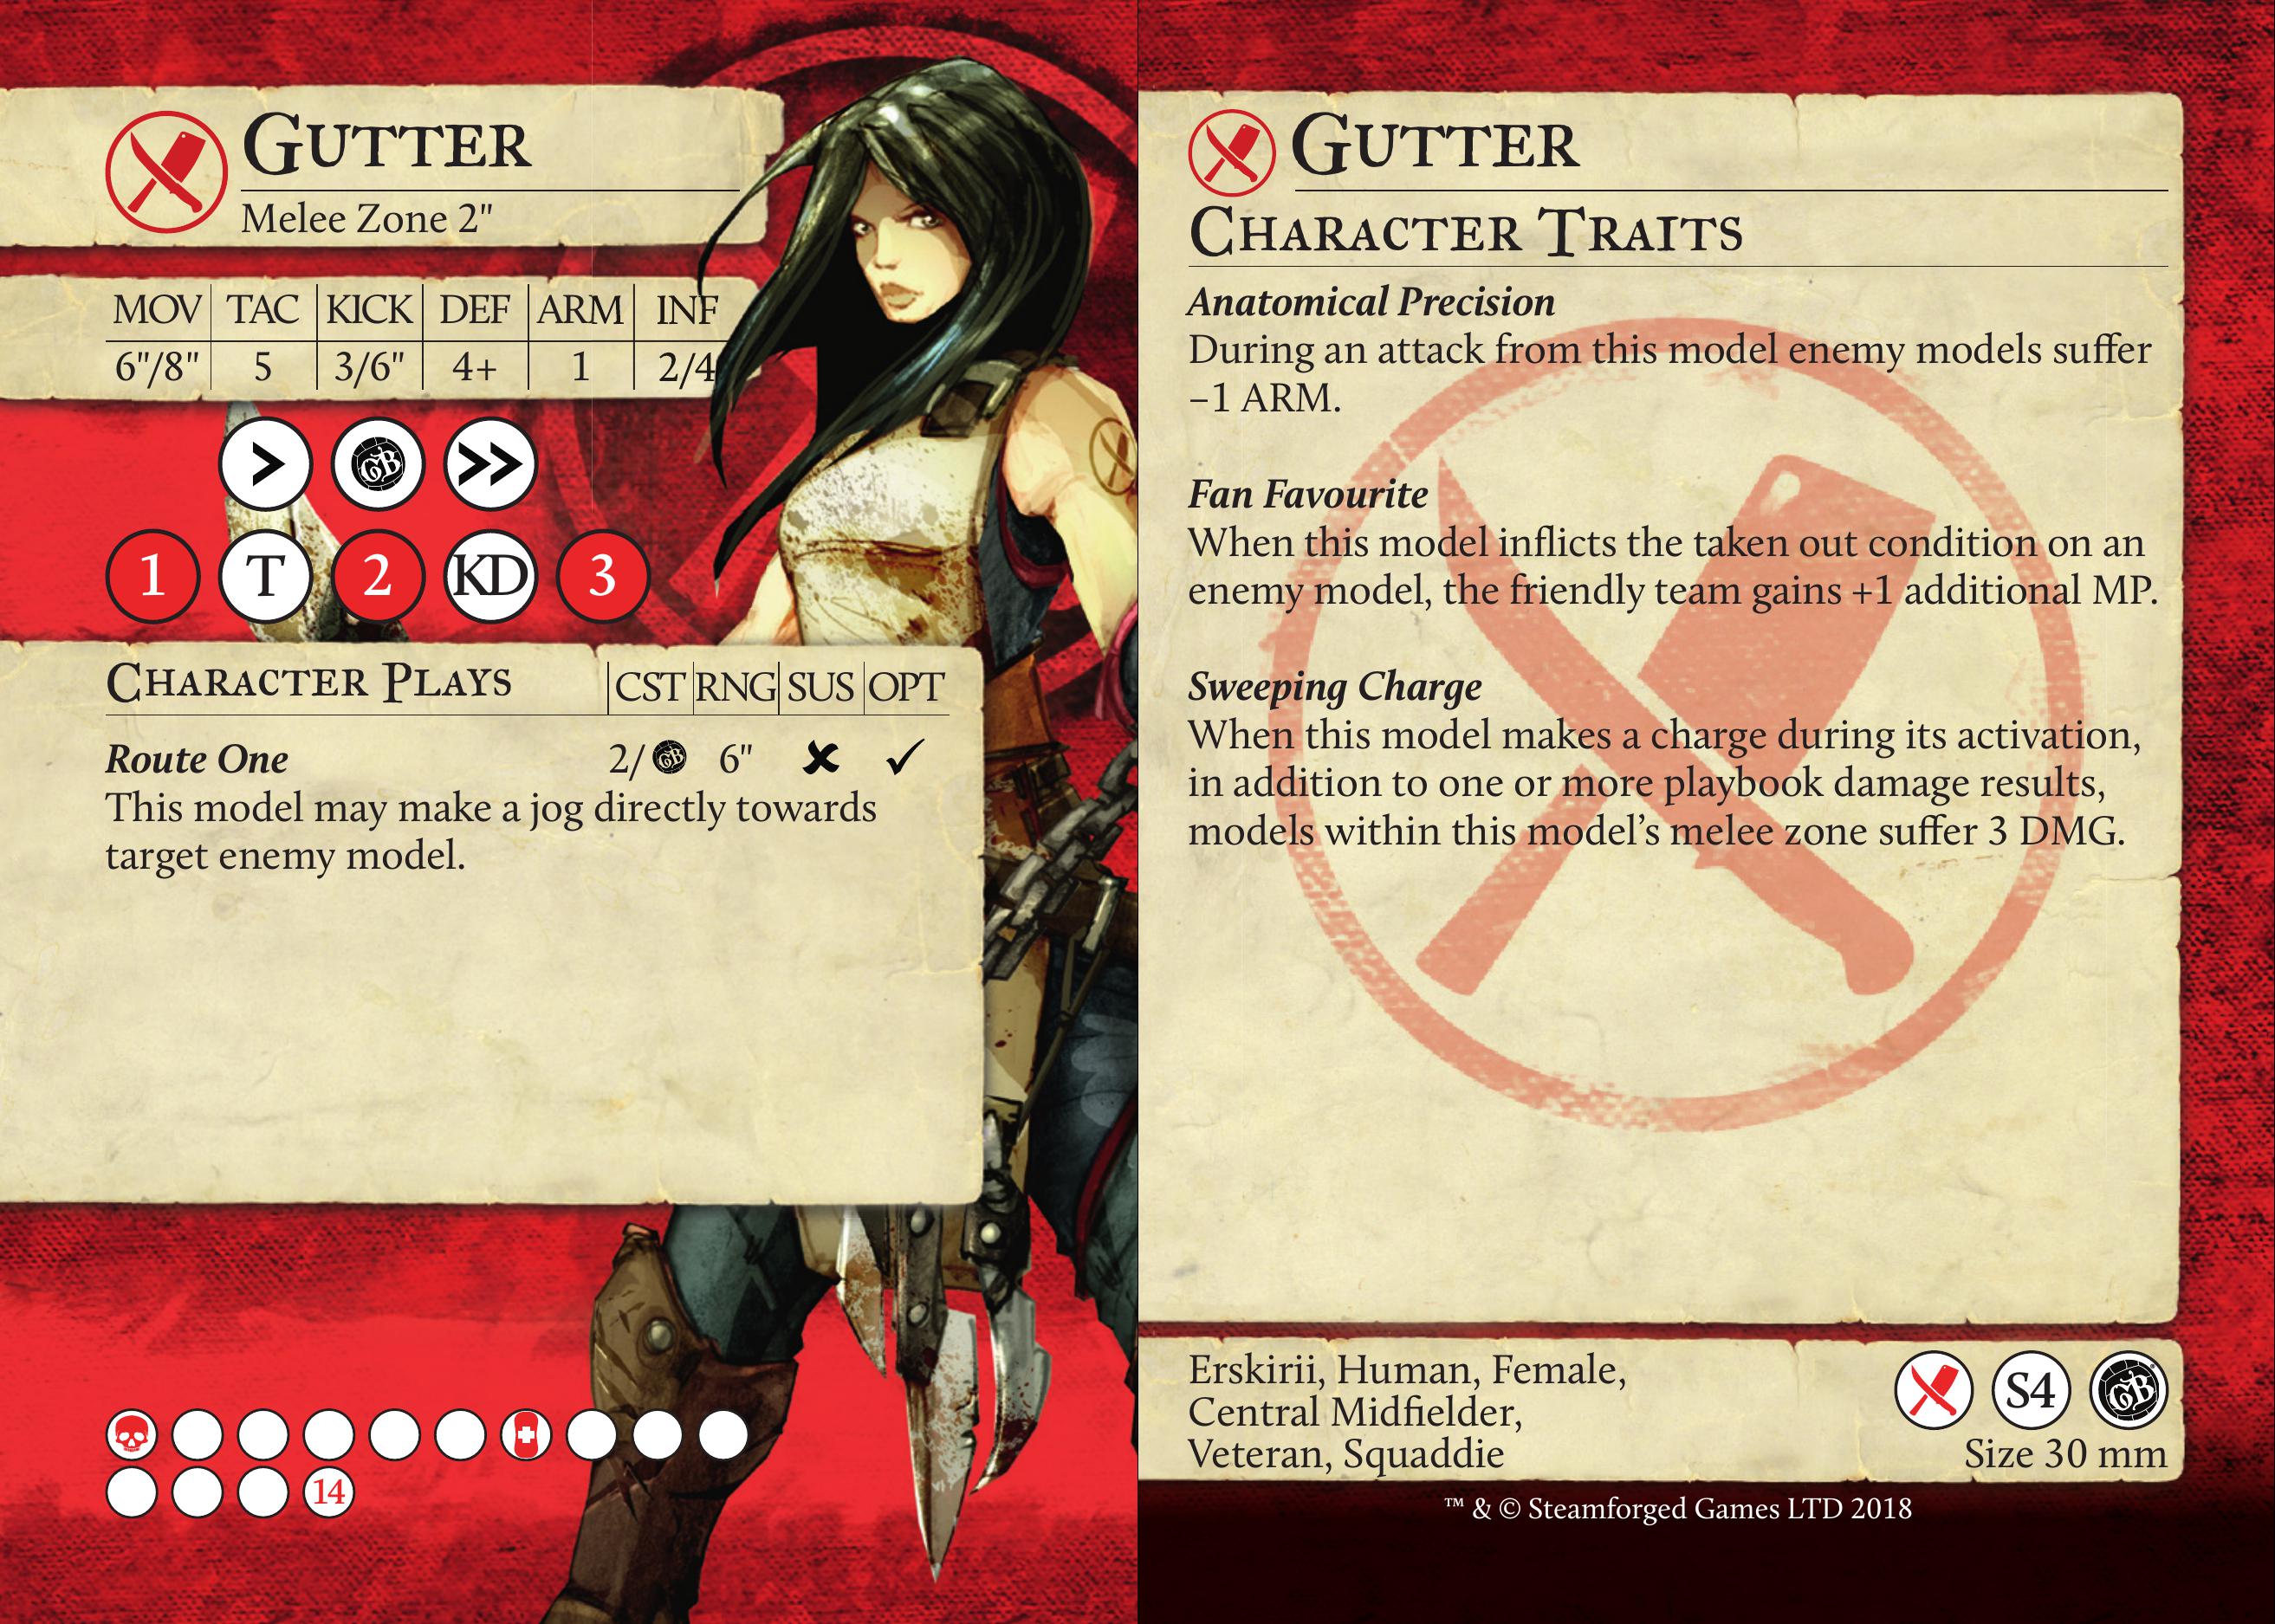 GUTTER
Melee Zone 2"
MOV TAC KICK DEF ARM INF
6"/8" 5 3/6" 4+ 1 2/4
> GB >>
1 T 2 KD 3
CHARACTER PLAYS CST RNG SUS OPT
Route One 2/GB 6" ✘ ✓
This model may make a jog directly towards
target enemy model.
14
GUTTER
CHARACTER TRAITS
Anatomical Precision
During an attack from this model enemy models suffer
−1 ARM.
Fan Favourite
When this model inflicts the taken out condition on an
enemy model, the friendly team gains +1 additional MP.
Sweeping Charge
When this model makes a charge during its activation,
in addition to one or more playbook damage results,
models within this model’s melee zone suffer 3 DMG.
Erskirii, Human, Female,
Central Midfielder,
Veteran, Squaddie
S4 GB
Size 30 mm
™ & © Steamforged Games LTD 2018